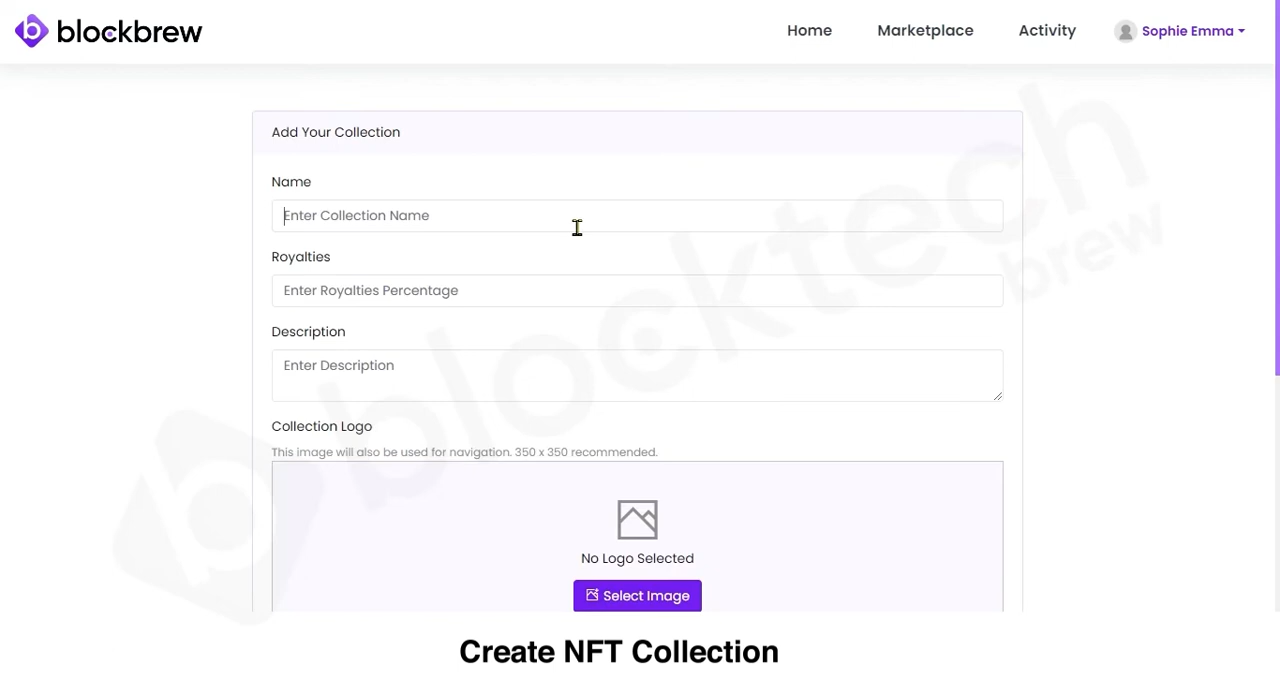 blockbrew
Home Marketplace Activity Sophie Emma
Add Your Collection
Name
Enter Collection Name
Royalties
Enter Royalties Percentage
Description
Enter Description
Collection Logo
This image will also be used for navigation. 350 x 350 recommended.
No Logo Selected
Select Image
blocktech
brew
Create NFT Collection